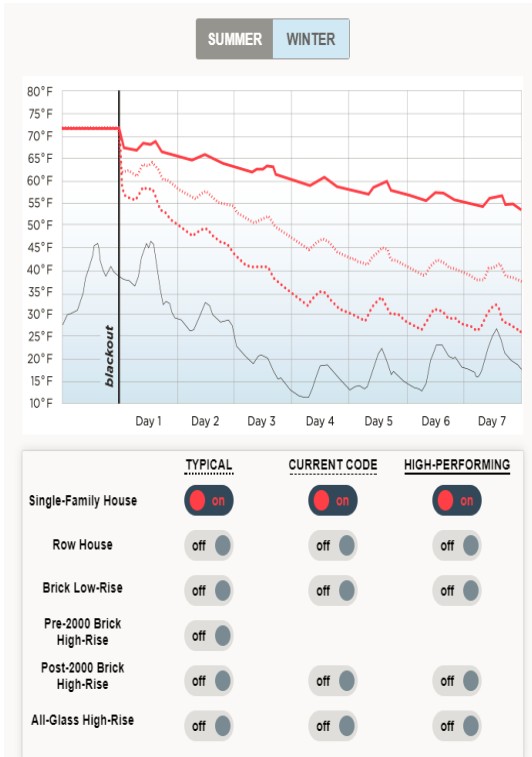 SUMMER WINTER
80°F
75°F
70°F
65°F
60°F
55°F
50°F
45°F
40°F
35°F
30°F
25°F
20°F
15°F
10°F
blackout
Day 1 Day 2 Day 3 Day 4 Day 5 Day 6 Day 7
TYPICAL CURRENT CODE HIGH-PERFORMING
Single-Family House on on on
Row House off off off
Brick Low-Rise off off off
Pre-2000 Brick
High-Rise off
Post-2000 Brick
High-Rise off off off
All-Glass High-Rise off off off